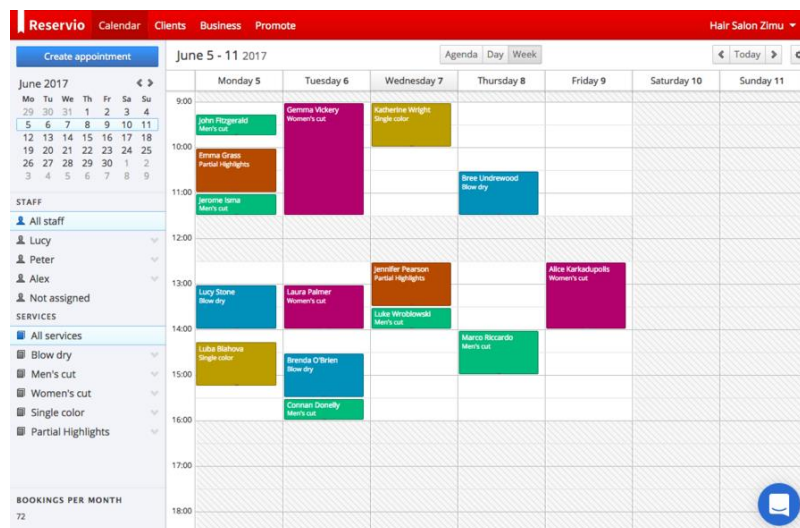 Reservio Calendar Clients Business Promote Hair Salon Zimu
Create appointment
June 5 - 11 2017
Agenda Day Week
Today
June 2017
Mo Tu We Th Fr Sa Su
29 30 31 1 2 3 4
5 6 7 8 9 10 11
12 13 14 15 16 17 18
19 20 21 22 23 24 25
26 27 28 29 30 1 2
3 4 5 6 7 8 9
STAFF
All staff
Lucy
Peter
Alex
Not assigned
SERVICES
All services
Blow dry
Men's cut
Women's cut
Single color
Partial Highlights
BOOKINGS PER MONTH
72
Monday 5 Tuesday 6 Wednesday 7 Thursday 8 Friday 9 Saturday 10 Sunday 11
9:00
10:00
11:00
12:00
13:00
14:00
15:00
16:00
17:00
18:00
John Fitzgerald
Men's cut
Emma Grass
Partial Highlights
Jerome Isma
Men's cut
Lucy Stone
Blow dry
Luba Blahova
Single color
Gemma Vickery
Women's cut
Laura Palmer
Women's cut
Brenda O'Brien
Blow dry
Connan Donelly
Men's cut
Katherine Wright
Single color
Jennifer Pearson
Partial Highlights
Luke Wroblowski
Men's cut
Bree Undrewood
Blow dry
Marco Riccardo
Men's cut
Alice Karkadupolis
Women's cut